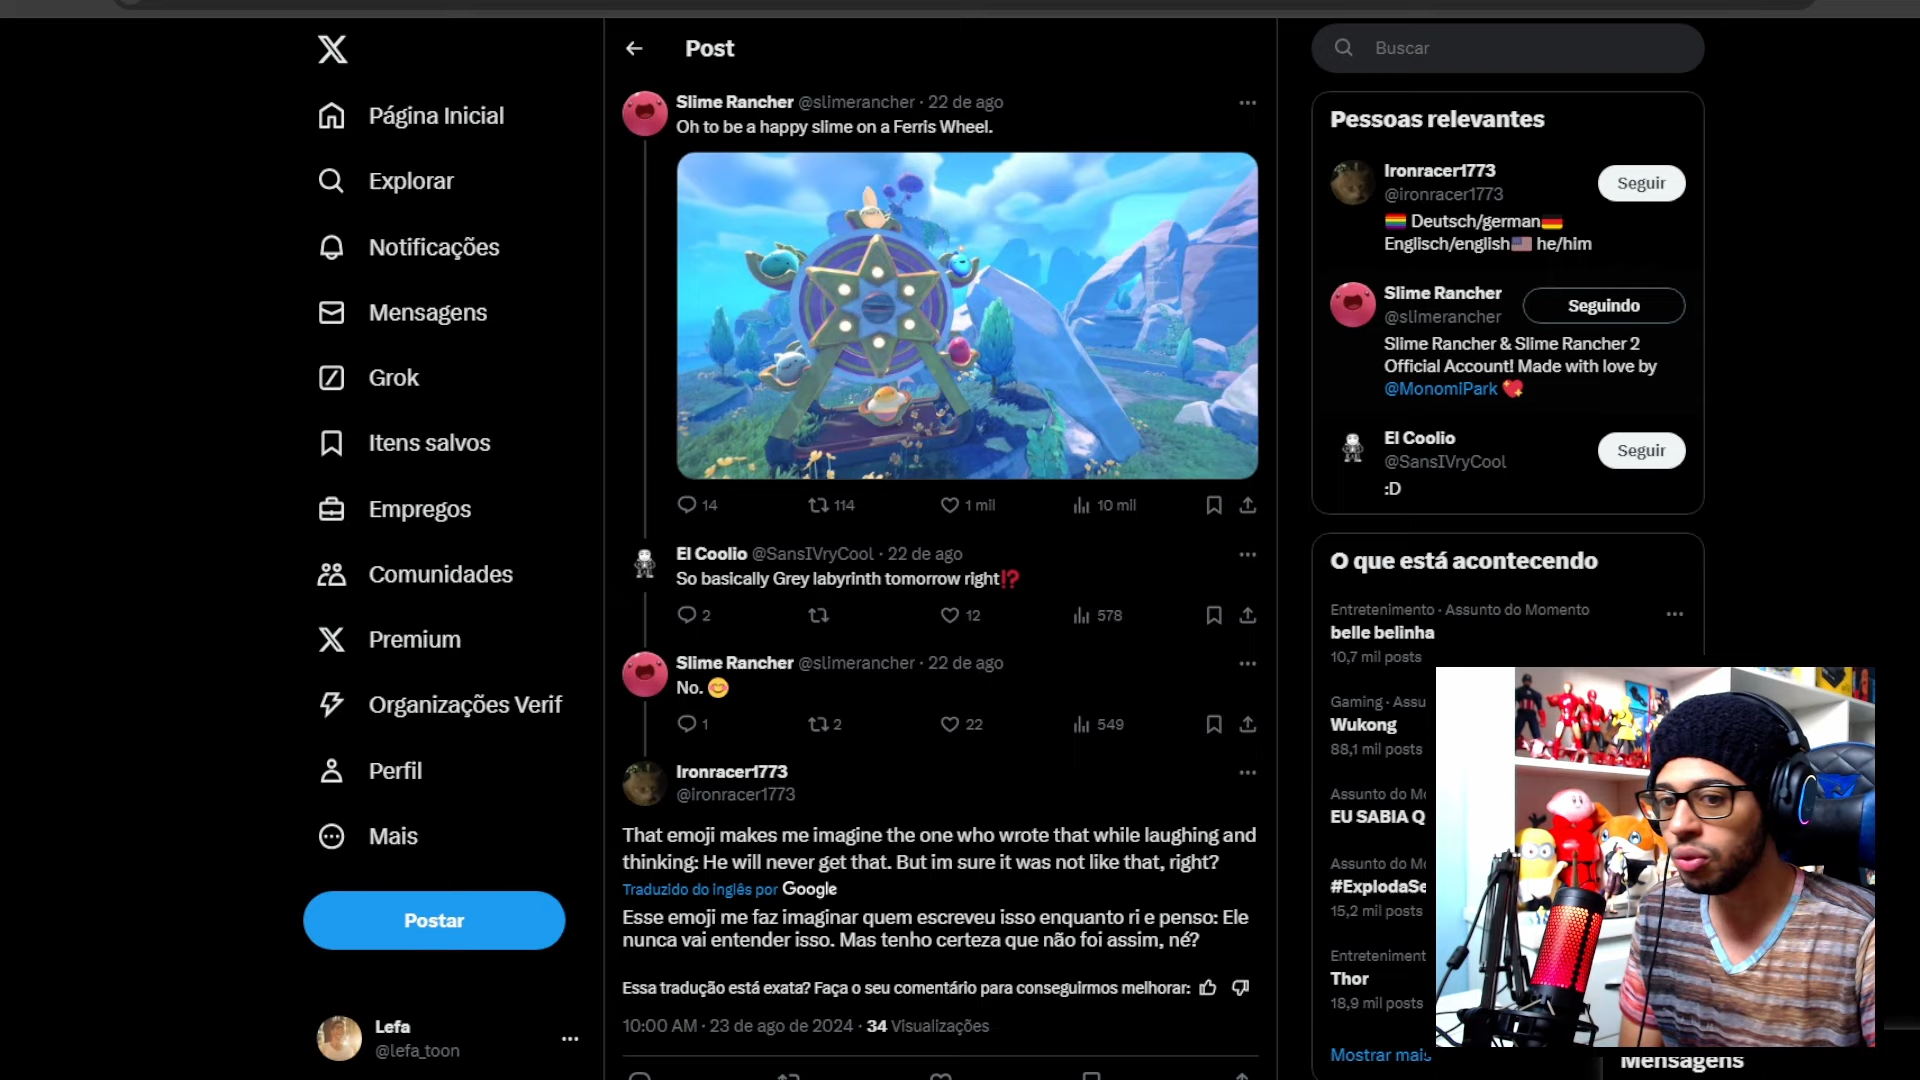 Post
Buscar
Página Inicial
Explorar
Notificações
Mensagens
Grok
Itens salvos
Empregos
Comunidades
Premium
Organizações Verif
Perfil
Mais
Postar
Lefa
@lefa_toon
Slime Rancher @slimerancher · 22 de ago
Oh to be a happy slime on a Ferris Wheel.
14 114 1 mil 10 mil
El Coolio @SansIVryCool · 22 de ago
So basically Grey labyrinth tomorrow right⁉️
2 12 578
Slime Rancher @slimerancher · 22 de ago
No. 😊
1 2 22 549
Ironracer1773
@ironracer1773
That emoji makes me imagine the one who wrote that while laughing and
thinking: He will never get that. But im sure it was not like that, right?
Traduzido do inglês por Google
Esse emoji me faz imaginar quem escreveu isso enquanto ri e penso: Ele
nunca vai entender isso. Mas tenho certeza que não foi assim, né?
Essa tradução está exata? Faça o seu comentário para conseguirmos melhorar:
10:00 AM · 23 de ago de 2024 · 34 Visualizações
Pessoas relevantes
Ironracer1773
@ironracer1773
Seguir
🏳️‍🌈 Deutsch/german🇩🇪
Englisch/english🇺🇸 he/him
Slime Rancher
@slimerancher
Seguindo
Slime Rancher & Slime Rancher 2
Official Account! Made with love by
@MonomiPark 💖
El Coolio
@SansIVryCool
Seguir
:D
O que está acontecendo
Entretenimento · Assunto do Momento
belle belinha
10,7 mil posts
Gaming · Assu
Wukong
88,1 mil posts
Assunto do Mo
EU SABIA Q
Assunto do Mo
#ExplodaSe
15,2 mil posts
Entreteniment
Thor
18,9 mil posts
Mostrar mais
Mensagens